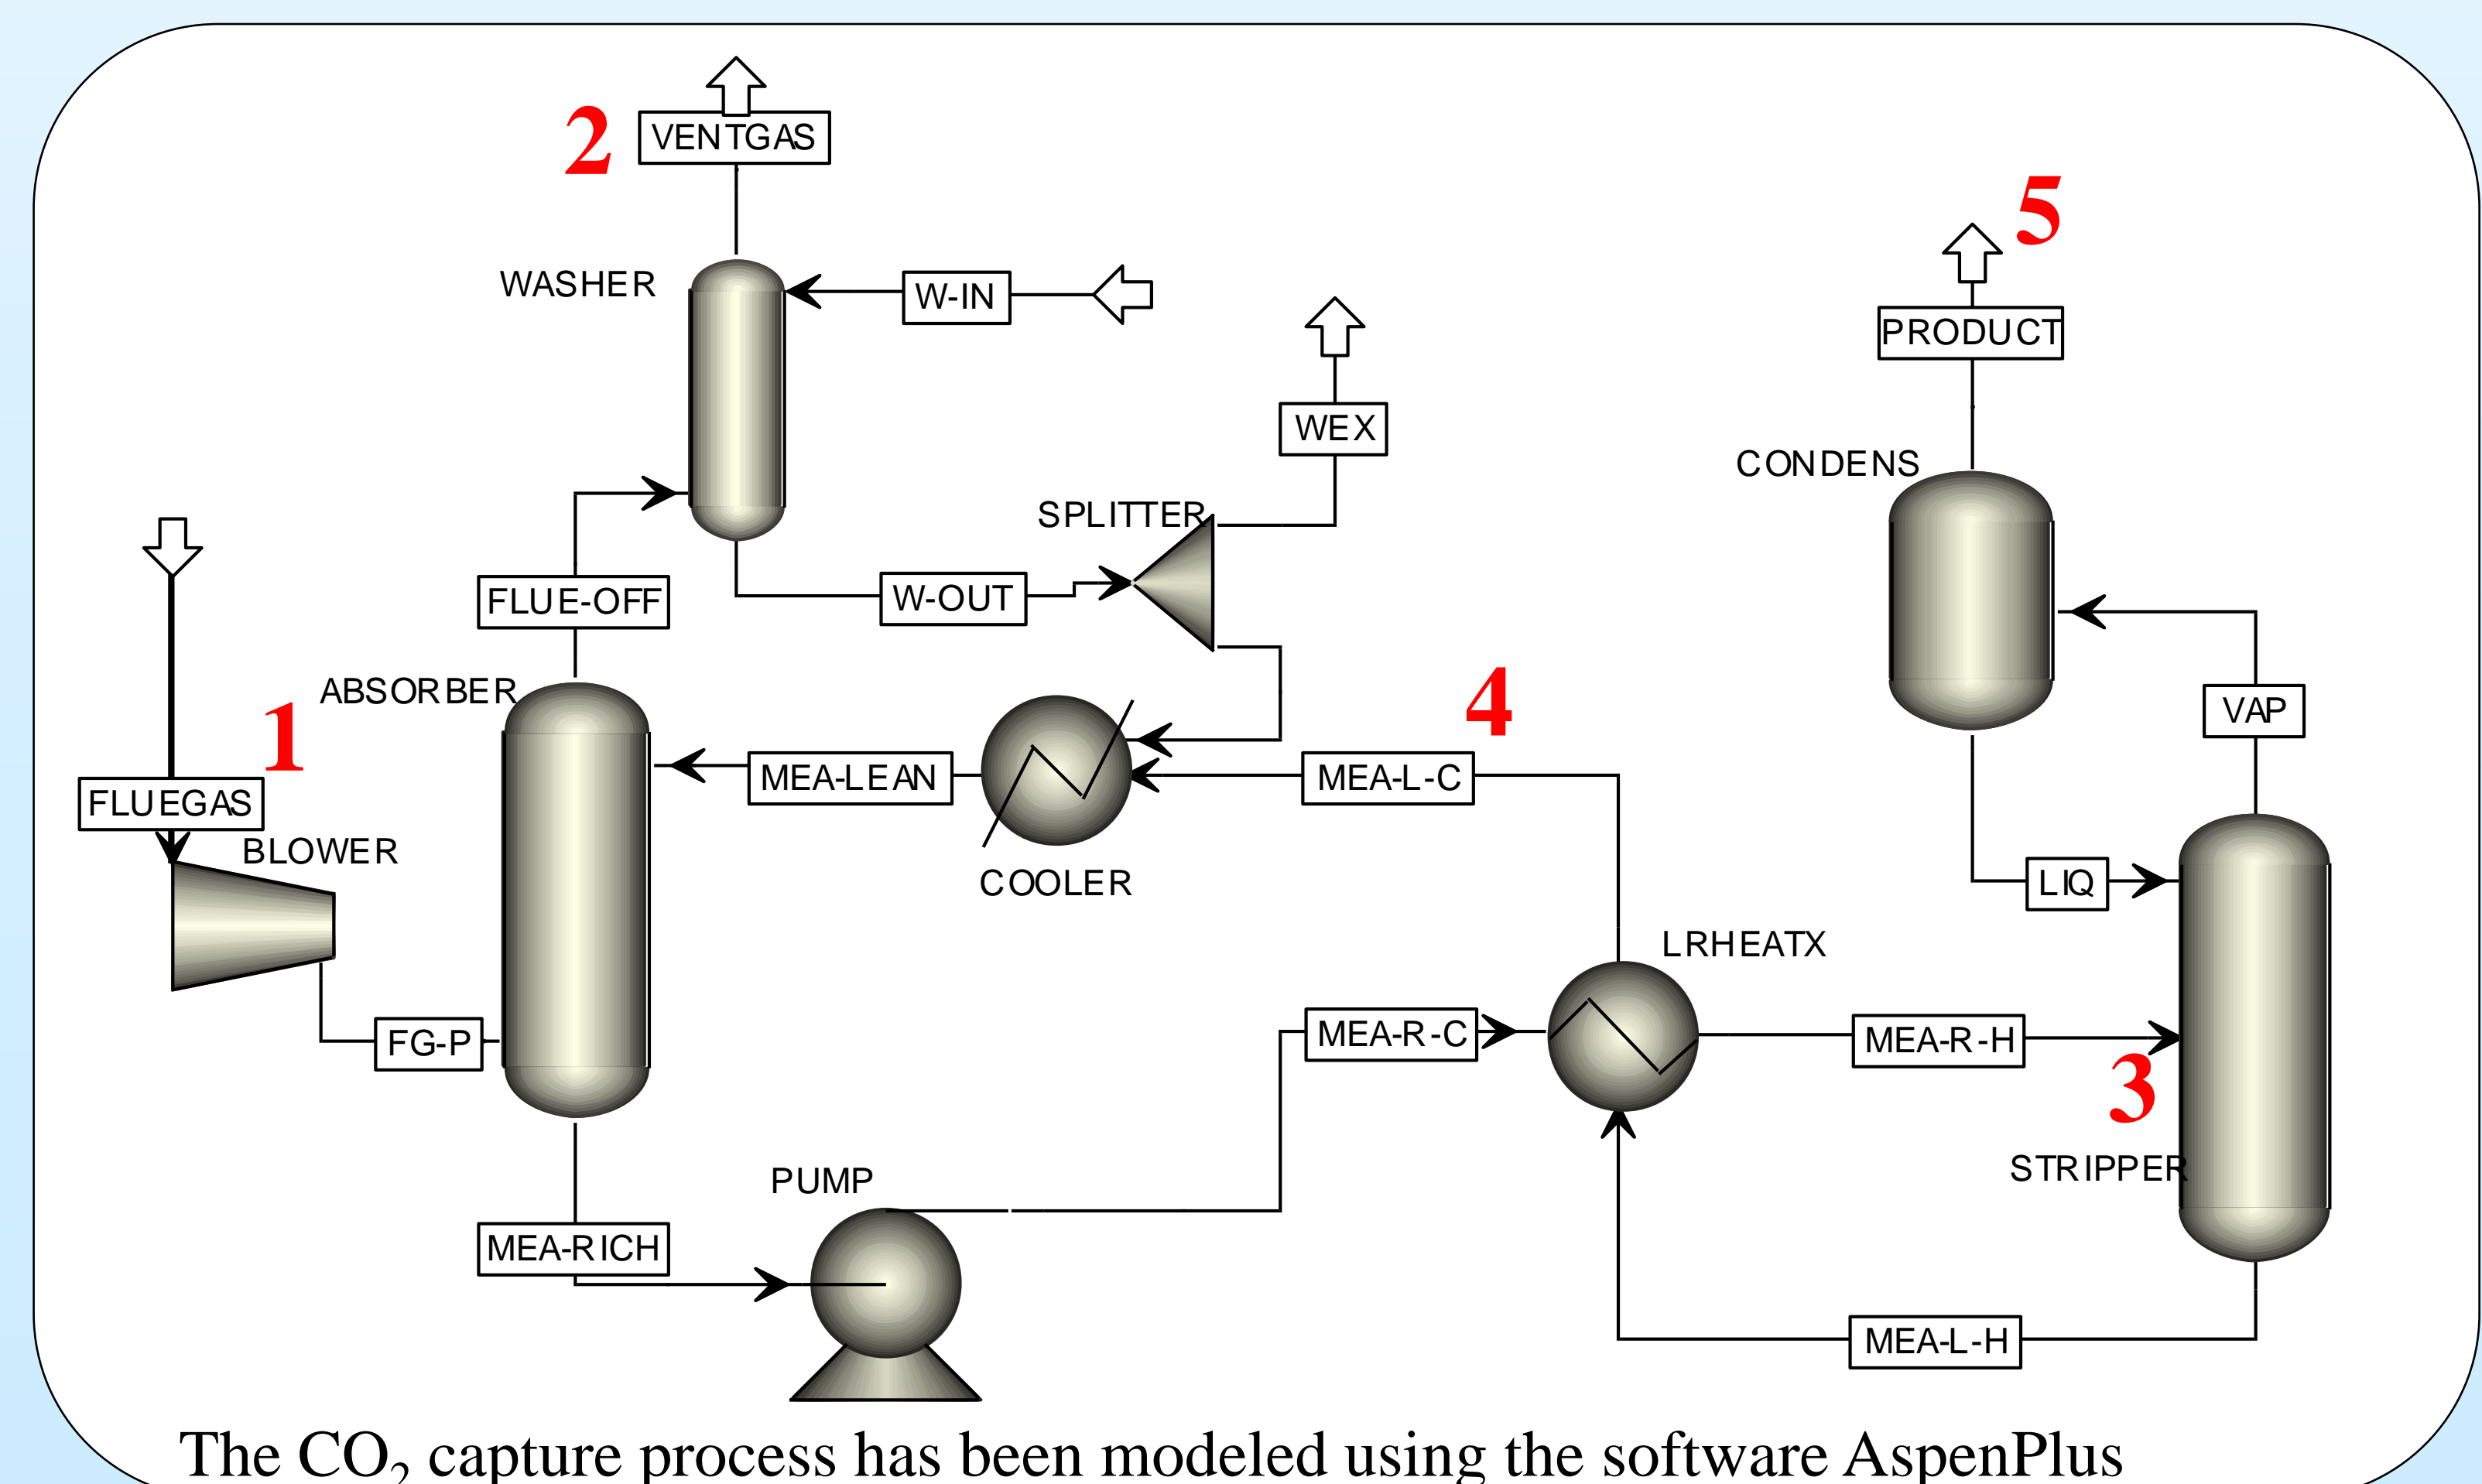 2
VENTGAS
5
WASHER
W-IN
PRODUCT
WEX
CONDENS
SPLITTER
FLUE-OFF
W-OUT
ABSORBER
4
VAP
1
MEA-LEAN
MEA-L-C
FLUEGAS
BLOWER
COOLER
LIQ
LRHEATX
FG-P
MEA-R-C
MEA-R-H
3
STRIPPER
PUMP
MEA-RICH
MEA-L-H
The CO₂ capture process has been modeled using the software AspenPlus